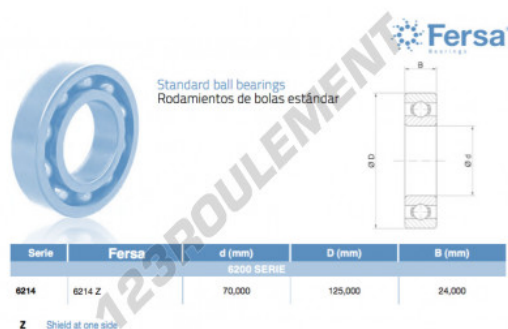 Fersa
Bearings
Standard ball bearings
Rodamientos de bolas estándar
B
Ø D
Ø d
Serie Fersa d (mm) D (mm) B (mm)
6200 SERIE
6214 6214 Z 70,000 125,000 24,000
Z Shield at one side
123ROULEMENT